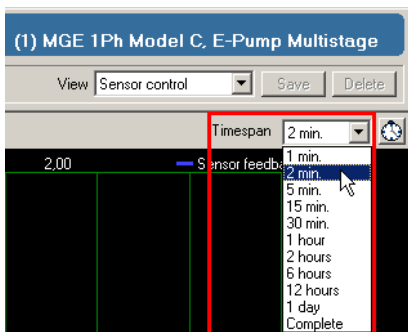 (1) MGE 1Ph Model C, E-Pump Multistage
View Sensor control Save Delete
Timespan 2 min.
2,00 Sensor feedba
1 min.
2 min.
5 min.
15 min.
30 min.
1 hour
2 hours
6 hours
12 hours
1 day
Complete